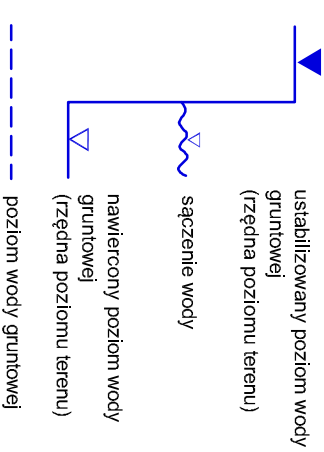 ustabilizowany poziom wody
gruntowej
(rzędna poziomu terenu)
sączenie wody
nawiercony poziom wody
gruntowej
(rzędna poziomu terenu)
poziom wody gruntowej